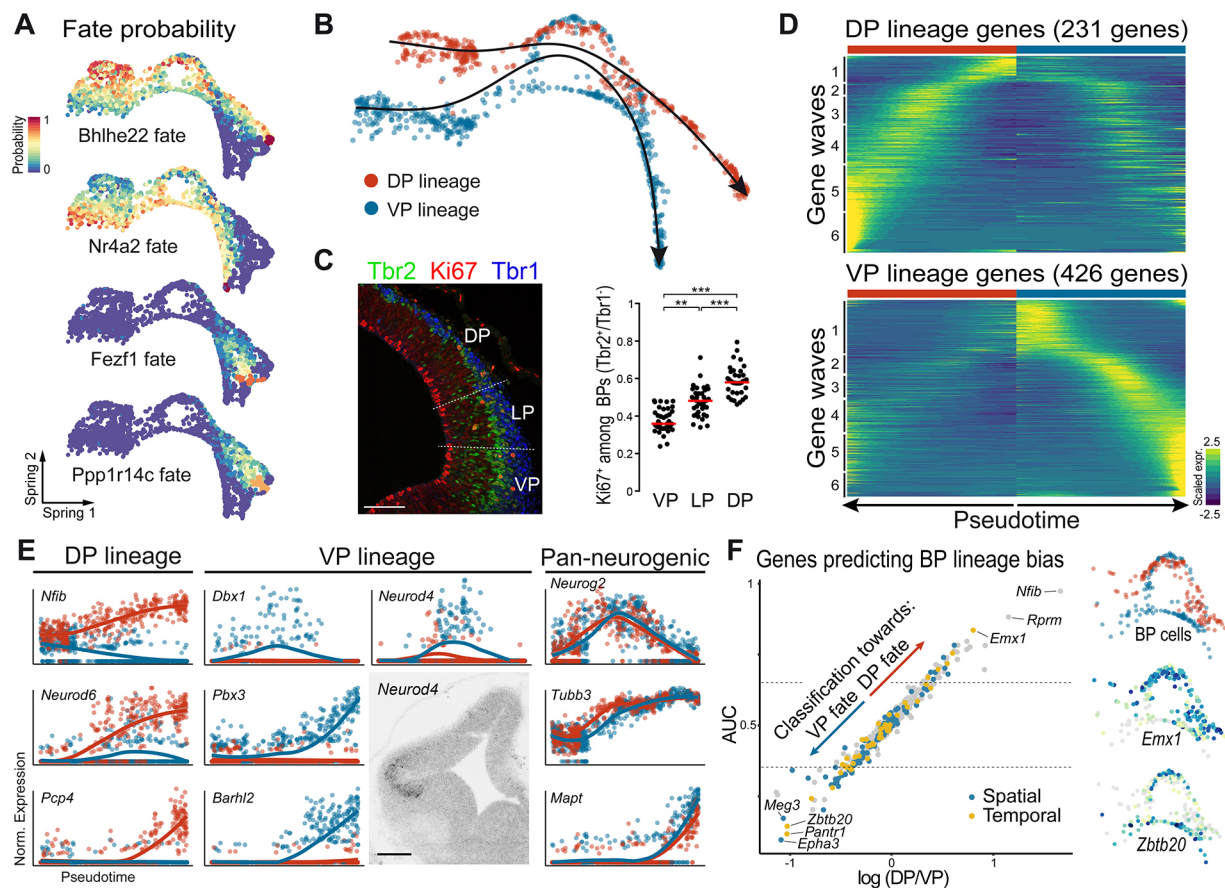 A
Fate probability
Probability
1
0
Bhlhe22 fate
Nr4a2 fate
Fezf1 fate
Ppp1r14c fate
Spring 2
Spring 1
B
DP lineage
VP lineage
C
Tbr2 Ki67 Tbr1
DP
LP
VP
Ki67+ among BPs (Tbr2+/Tbr1-)
1
0.8
0.6
0.4
0.2
0
***
** ***
VP LP DP
D
DP lineage genes (231 genes)
Gene waves
1
2
3
4
5
6
VP lineage genes (426 genes)
Gene waves
1
2
3
4
5
6
Pseudotime
Scaled expr.
2.5
-2.5
E
DP lineage VP lineage Pan-neurogenic
Nfib Dbx1 Neurod4 Neurog2
Neurod6 Pbx3 Neurod4 Tubb3
Pcp4 Barhl2 Mapt
Norm. Expression
Pseudotime
F
Genes predicting BP lineage bias
AUC
1
0.5
0
Classification towards:
VP fate DP fate
Nfib
Rprm
Emx1
Meg3
Zbtb20
Pantr1
Epha3
Spatial
Temporal
-1 0 1
log (DP/VP)
BP cells
Emx1
Zbtb20